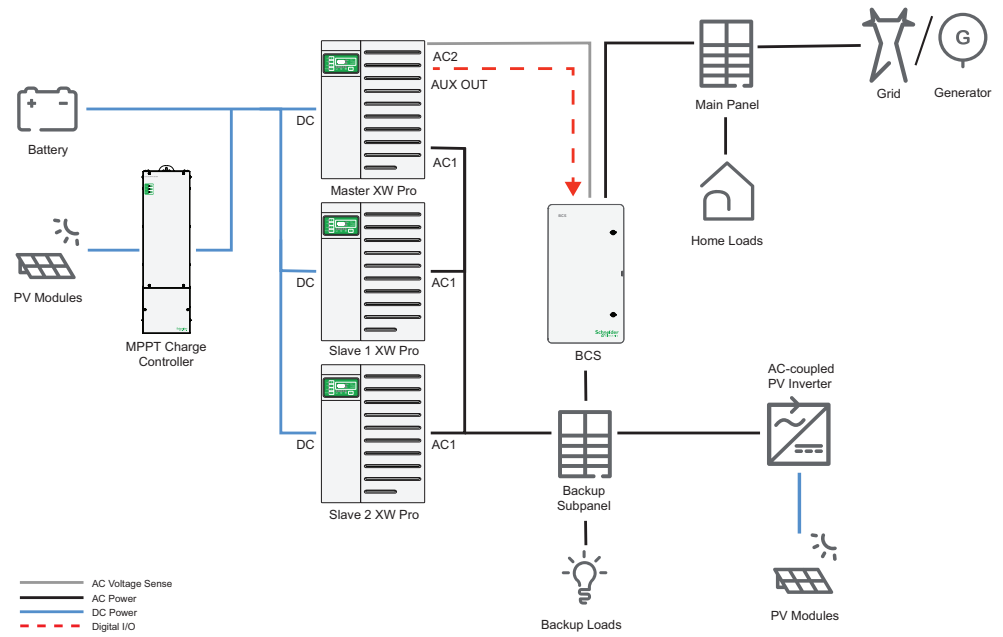 AC2
AUX OUT
DC
AC1
Master XW Pro
Battery
PV Modules
MPPT Charge
Controller
DC
AC1
Slave 1 XW Pro
DC
AC1
Slave 2 XW Pro
Main Panel
Home Loads
Grid
G
Generator
BCS
Schneider
BCS
AC-coupled
PV Inverter
Backup
Subpanel
Backup Loads
PV Modules
AC Voltage Sense
AC Power
DC Power
Digital I/O